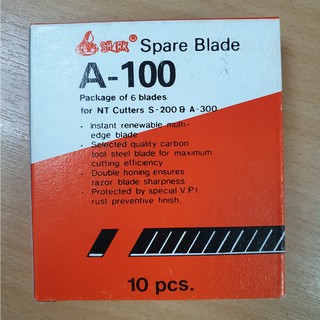 SHARK® Spare Blade
A-100
Package of 6 blades
for NT Cutters S-200 & A-300
• Instant renewable multi-
edge blade.
• Selected quality carbon
tool steel blade for maximum
cutting efficiency
• Double honing ensures
razor blade sharpness
• Protected by special V P I
rust preventive finish.
10 pcs.